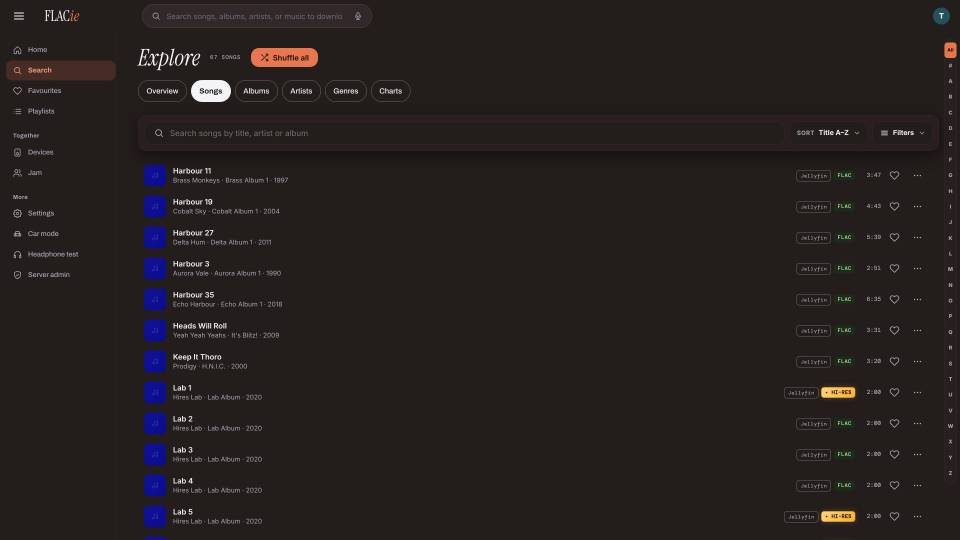 FLACie
Search songs, albums, artists, or music to downlo
T
Home
Search
Favourites
Playlists
Together
Devices
Jam
More
Settings
Car mode
Headphone test
Server admin
Explore 67 SONGS Shuffle all
Overview Songs Albums Artists Genres Charts
Search songs by title, artist or album SORT Title A–Z Filters
Harbour 11
Brass Monkeys · Brass Album 1 · 1997
Jellyfin FLAC 3:47
Harbour 19
Cobalt Sky · Cobalt Album 1 · 2004
Jellyfin FLAC 4:43
Harbour 27
Delta Hum · Delta Album 1 · 2011
Jellyfin FLAC 5:39
Harbour 3
Aurora Vale · Aurora Album 1 · 1990
Jellyfin FLAC 2:51
Harbour 35
Echo Harbour · Echo Album 1 · 2018
Jellyfin FLAC 6:35
Heads Will Roll
Yeah Yeah Yeahs · It's Blitz! · 2009
Jellyfin FLAC 3:31
Keep It Thoro
Prodigy · H.N.I.C. · 2000
Jellyfin FLAC 3:20
Lab 1
Hires Lab · Lab Album · 2020
Jellyfin HI-RES 2:00
Lab 2
Hires Lab · Lab Album · 2020
Jellyfin FLAC 2:00
Lab 3
Hires Lab · Lab Album · 2020
Jellyfin FLAC 2:00
Lab 4
Hires Lab · Lab Album · 2020
Jellyfin FLAC 2:00
Lab 5
Hires Lab · Lab Album · 2020
Jellyfin HI-RES 2:00
All
#
A
B
C
D
E
F
G
H
I
J
K
L
M
N
O
P
Q
R
S
T
U
V
W
X
Y
Z